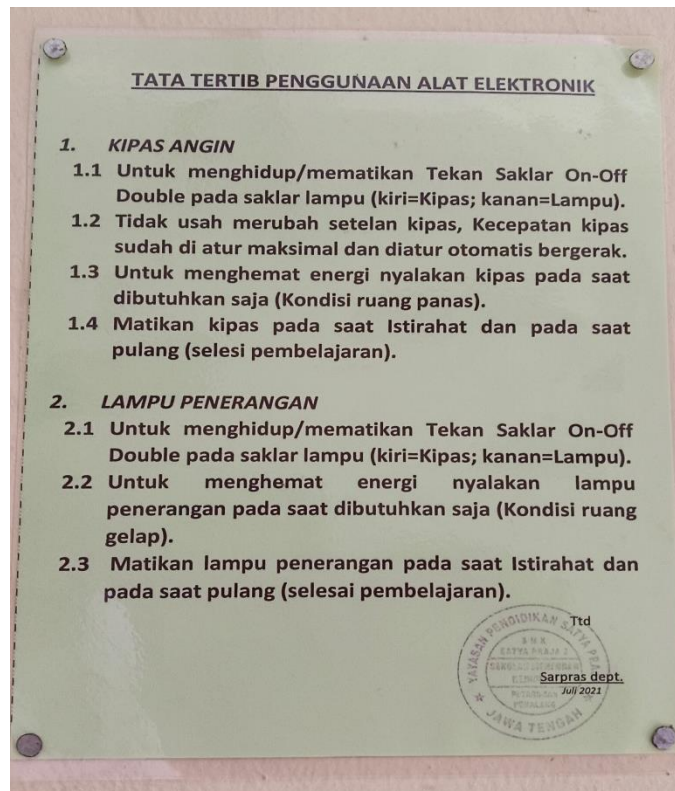 TATA TERTIB PENGGUNAAN ALAT ELEKTRONIK
1. KIPAS ANGIN
1.1 Untuk menghidup/mematikan Tekan Saklar On-Off
Double pada saklar lampu (kiri=Kipas; kanan=Lampu).
1.2 Tidak usah merubah setelan kipas, Kecepatan kipas
sudah di atur maksimal dan diatur otomatis bergerak.
1.3 Untuk menghemat energi nyalakan kipas pada saat
dibutuhkan saja (Kondisi ruang panas).
1.4 Matikan kipas pada saat Istirahat dan pada saat
pulang (selesi pembelajaran).
2. LAMPU PENERANGAN
2.1 Untuk menghidup/mematikan Tekan Saklar On-Off
Double pada saklar lampu (kiri=Kipas; kanan=Lampu).
2.2 Untuk menghemat energi nyalakan lampu
penerangan pada saat dibutuhkan saja (Kondisi ruang
gelap).
2.3 Matikan lampu penerangan pada saat Istirahat dan
pada saat pulang (selesai pembelajaran).
Ttd
YAYASAN PENDIDIKAN SATYA
SMK
SATYA PRAJA 2
Sarpras dept.
Juli 2021
JAWA TENGAH